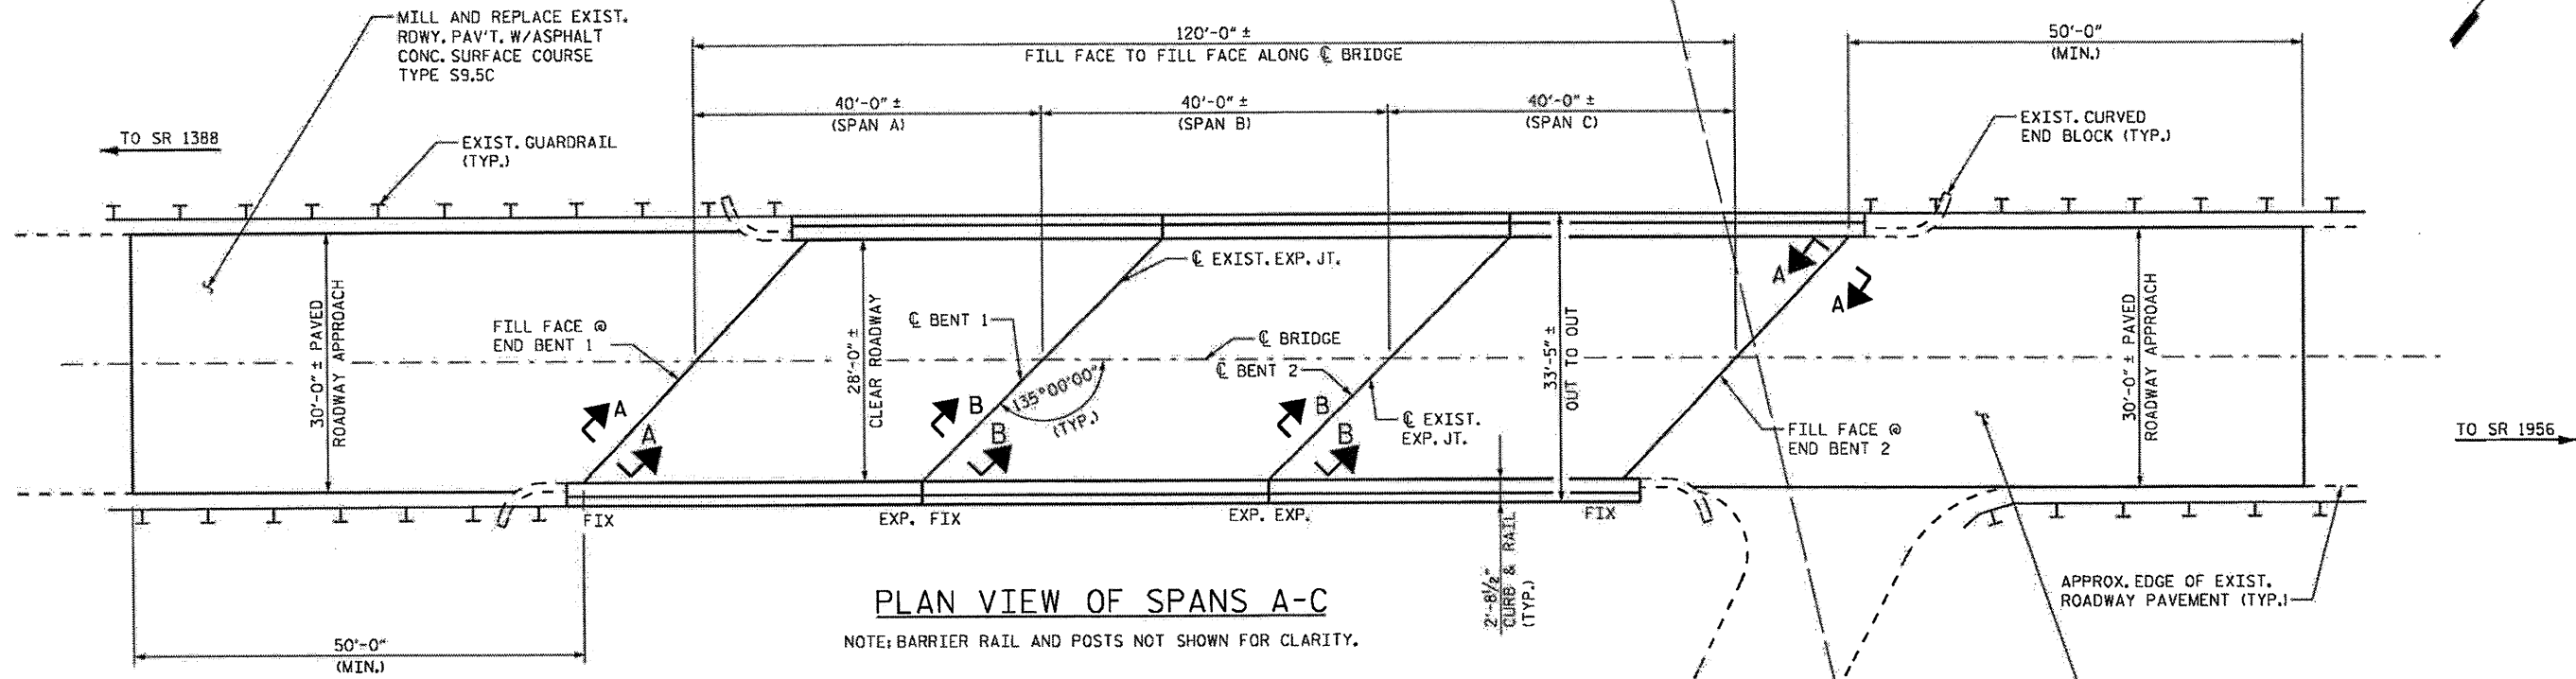 MILL AND REPLACE EXIST.
RDWY. PAV'T. W/ASPHALT
CONC. SURFACE COURSE
TYPE S9.5C
120'-0" ±
FILL FACE TO FILL FACE ALONG ℄ BRIDGE
50'-0"
(MIN.)
40'-0" ±
(SPAN A)
40'-0" ±
(SPAN B)
40'-0" ±
(SPAN C)
TO SR 1388
EXIST. GUARDRAIL
(TYP.)
EXIST. CURVED
END BLOCK (TYP.)
℄ EXIST. EXP. JT.
A
A
30'-0" ± PAVED
ROADWAY APPROACH
FILL FACE @
END BENT 1
28'-0" ±
CLEAR ROADWAY
℄ BENT 1
℄ BRIDGE
℄ BENT 2
135°00'00"
(TYP.)
33'-5" ±
OUT TO OUT
30'-0" ± PAVED
ROADWAY APPROACH
A
A
B
B
B
B
℄ EXIST.
EXP. JT.
FILL FACE @
END BENT 2
TO SR 1956
FIX
EXP. FIX
EXP. EXP.
FIX
2'-8½"
CURB & RAIL
(TYP.)
APPROX. EDGE OF EXIST.
ROADWAY PAVEMENT (TYP.)
PLAN VIEW OF SPANS A-C
NOTE: BARRIER RAIL AND POSTS NOT SHOWN FOR CLARITY.
50'-0"
(MIN.)